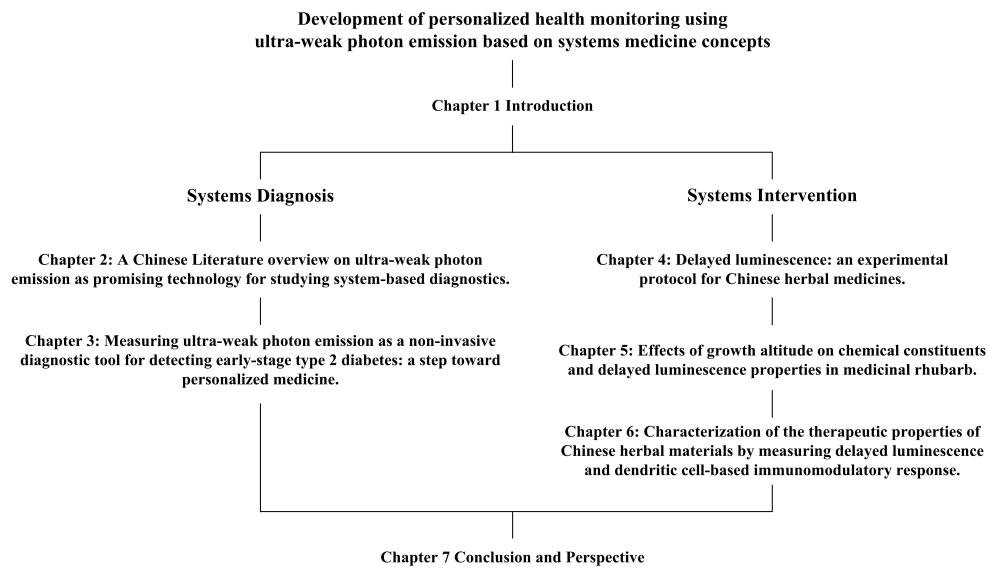 Development of personalized health monitoring using
ultra-weak photon emission based on systems medicine concepts
Chapter 1 Introduction
Systems Diagnosis
Chapter 2: A Chinese Literature overview on ultra-weak photon
emission as promising technology for studying system-based diagnostics.
Chapter 3: Measuring ultra-weak photon emission as a non-invasive
diagnostic tool for detecting early-stage type 2 diabetes: a step toward
personalized medicine.
Systems Intervention
Chapter 4: Delayed luminescence: an experimental
protocol for Chinese herbal medicines.
Chapter 5: Effects of growth altitude on chemical constituents
and delayed luminescence properties in medicinal rhubarb.
Chapter 6: Characterization of the therapeutic properties of
Chinese herbal materials by measuring delayed luminescence
and dendritic cell-based immunomodulatory response.
Chapter 7 Conclusion and Perspective